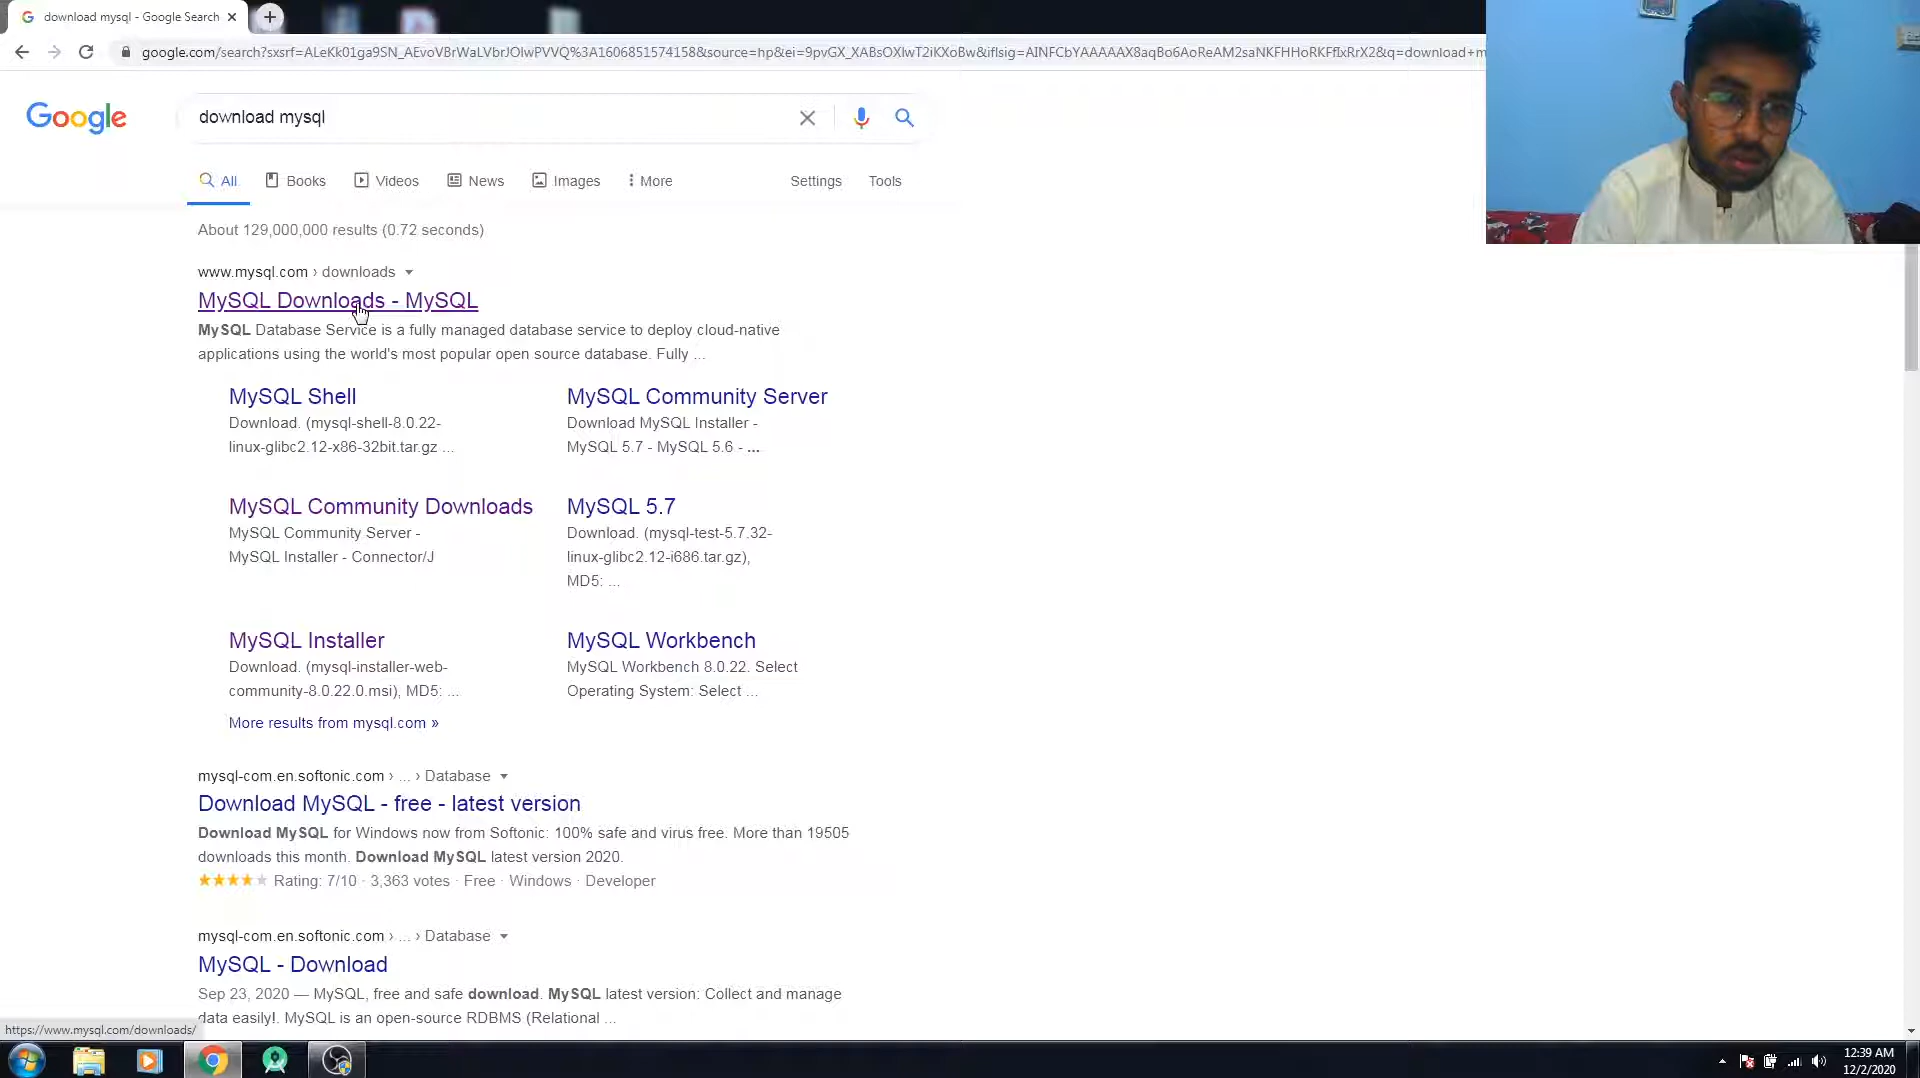 download mysql - Google Search
google.com/search?sxsrf=ALeKk01ga9SN_AEvoVBrWaLVbrJOlwPVVQ%3A1606851574158&source=hp&ei=9pvGX_XABsOXlwT2iKXoBw&iflsig=AINFCbYAAAAAX8aqBo6AoReAM2saNKFHHoRKFfIxRrX2&q=download+m
Google
download mysql
All
Books
Videos
News
Images
More
Settings
Tools
About 129,000,000 results (0.72 seconds)
www.mysql.com › downloads
MySQL Downloads - MySQL
MySQL Database Service is a fully managed database service to deploy cloud-native
applications using the world's most popular open source database. Fully ...
MySQL Shell
Download. (mysql-shell-8.0.22-
linux-glibc2.12-x86-32bit.tar.gz ...
MySQL Community Server
Download MySQL Installer -
MySQL 5.7 - MySQL 5.6 - ...
MySQL Community Downloads
MySQL Community Server -
MySQL Installer - Connector/J
MySQL 5.7
Download. (mysql-test-5.7.32-
linux-glibc2.12-i686.tar.gz),
MD5: ...
MySQL Installer
Download. (mysql-installer-web-
community-8.0.22.0.msi), MD5: ...
MySQL Workbench
MySQL Workbench 8.0.22. Select
Operating System: Select ...
More results from mysql.com »
mysql-com.en.softonic.com › ... › Database
Download MySQL - free - latest version
Download MySQL for Windows now from Softonic: 100% safe and virus free. More than 19505
downloads this month. Download MySQL latest version 2020.
Rating: 7/10 · 3,363 votes · Free · Windows · Developer
mysql-com.en.softonic.com › ... › Database
MySQL - Download
Sep 23, 2020 — MySQL, free and safe download. MySQL latest version: Collect and manage
data easily!. MySQL is an open-source RDBMS (Relational ...
https://www.mysql.com/downloads/
12:39 AM
12/2/2020